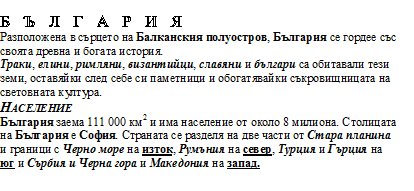 Б Ъ Л Г А Р И Я
Разположена в сърцето на Балканския полуостров, България се гордее със
своята древна и богата история.
Траки, елини, римляни, византийци, славяни и българи са обитавали тези
земи, оставяйки след себе си паметници и обогатявайки съкровищницата на
световната култура.
НАСЕЛЕНИЕ
България заема 111 000 км² и има население от около 8 милиона. Столицата
на България е София. Страната се разделя на две части от Стара планина
и граници с Черно море на изток, Румъния на север, Турция и Гърция на
юг и Сърбия и Черна гора и Македония на запад.